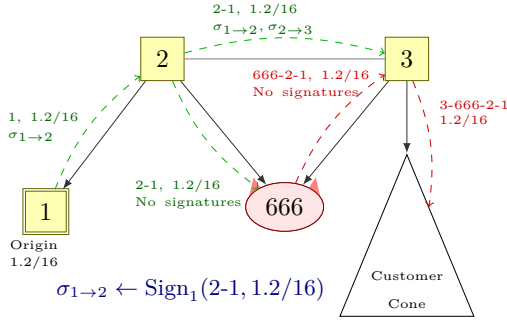 2-1, 1.2/16
σ1→2, σ2→3
2
3
666-2-1, 1.2/16
No signatures
1, 1.2/16
σ1→2
3-666-2-1
1.2/16
2-1, 1.2/16
No signatures
1
666
Origin
1.2/16
Customer
Cone
σ1→2 ← Sign1(2-1, 1.2/16)